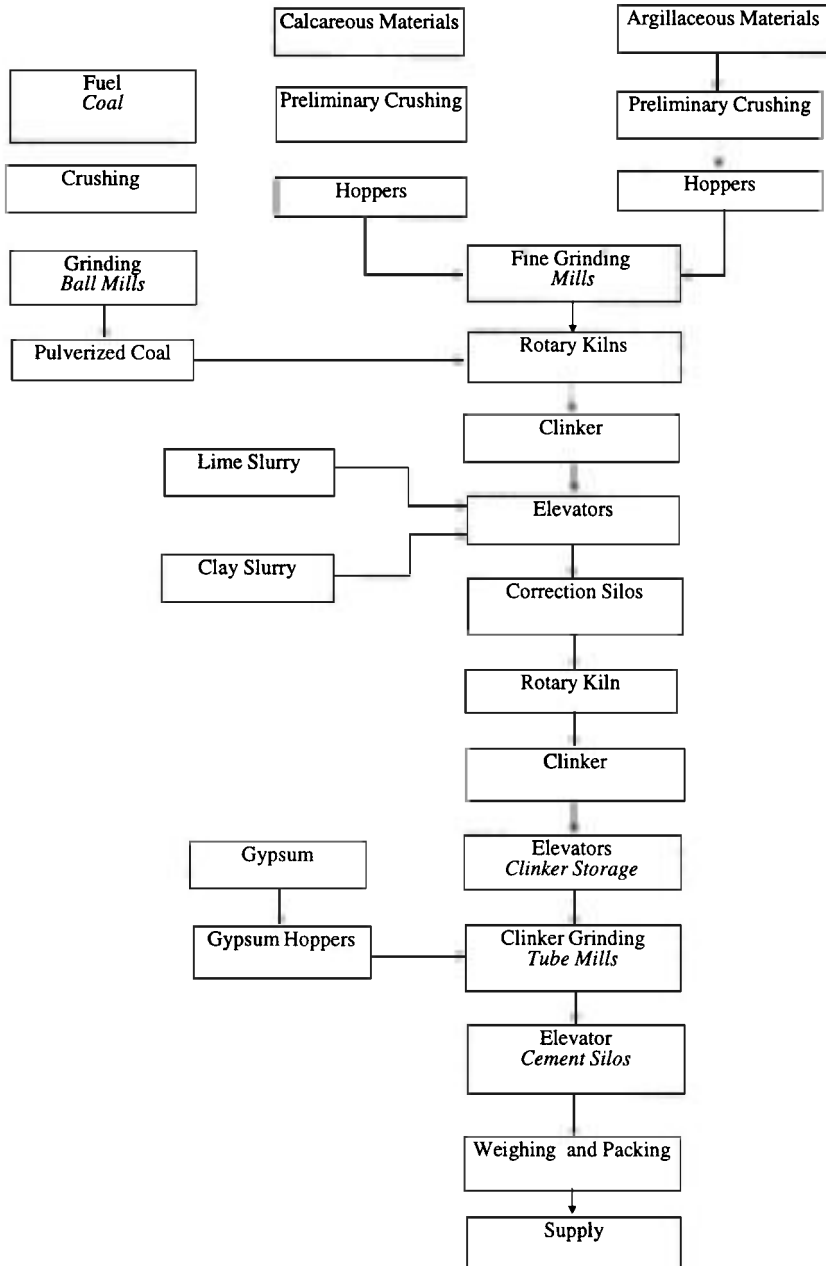 Calcareous Materials
Argillaceous Materials
Fuel
Coal
Preliminary Crushing
Preliminary Crushing
Crushing
Hoppers
Hoppers
Grinding
Ball Mills
Fine Grinding
Mills
Pulverized Coal
Rotary Kilns
Clinker
Lime Slurry
Elevators
Clay Slurry
Correction Silos
Rotary Kiln
Clinker
Gypsum
Elevators
Clinker Storage
Gypsum Hoppers
Clinker Grinding
Tube Mills
Elevator
Cement Silos
Weighing and Packing
Supply